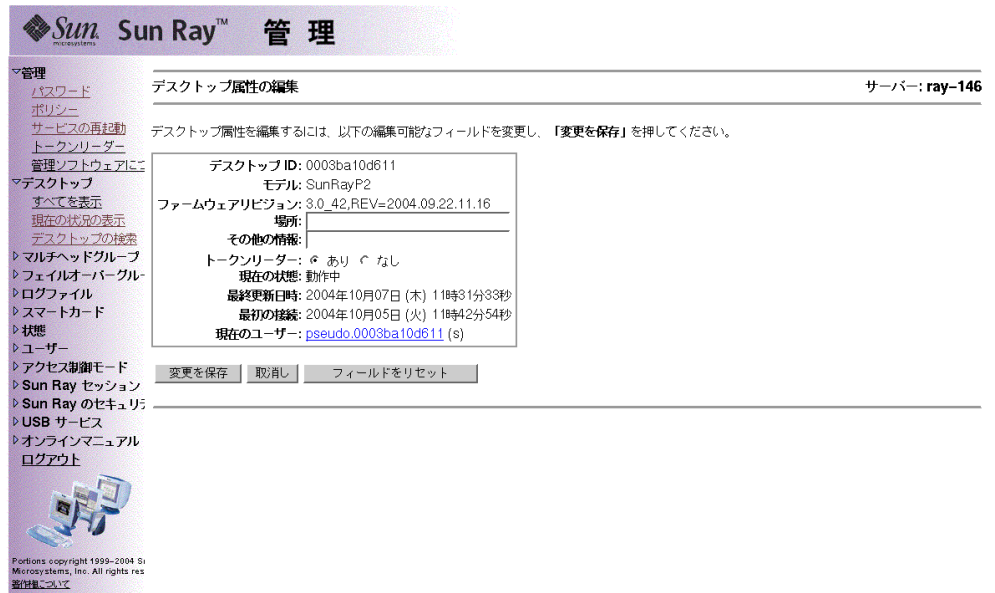 Sun microsystems Sun Ray™ 管理
▽管理
パスワード
ポリシー
サービスの再起動
トークンリーダー
管理ソフトウェアにこ
▽デスクトップ
すべてを表示
現在の状況の表示
デスクトップの検索
▷マルチヘッドグループ
▷フェイルオーバーグルー
▷ログファイル
▷スマートカード
▷状態
▷ユーザー
▷アクセス制御モード
▷Sun Ray セッション
▷Sun Ray のセキュリテ
▷USB サービス
▷オンラインマニュアル
ログアウト
Portions copyright 1999-2004 S
Microsystems, Inc. All rights res
著作権について
デスクトップ属性の編集
サーバー: ray-146
デスクトップ属性を編集するには、以下の編集可能なフィールドを変更し、「変更を保存」を押してください。
デスクトップ ID: 0003ba10d611
モデル: SunRayP2
ファームウェアリビジョン: 3.0_42,REV=2004.09.22.11.16
場所:
その他の情報:
トークンリーダー: あり なし
現在の状態: 動作中
最終更新日時: 2004年10月07日 (木) 11時31分33秒
最初の接続: 2004年10月05日 (火) 11時42分54秒
現在のユーザー: pseudo.0003ba10d611 (s)
変更を保存 取消し フィールドをリセット